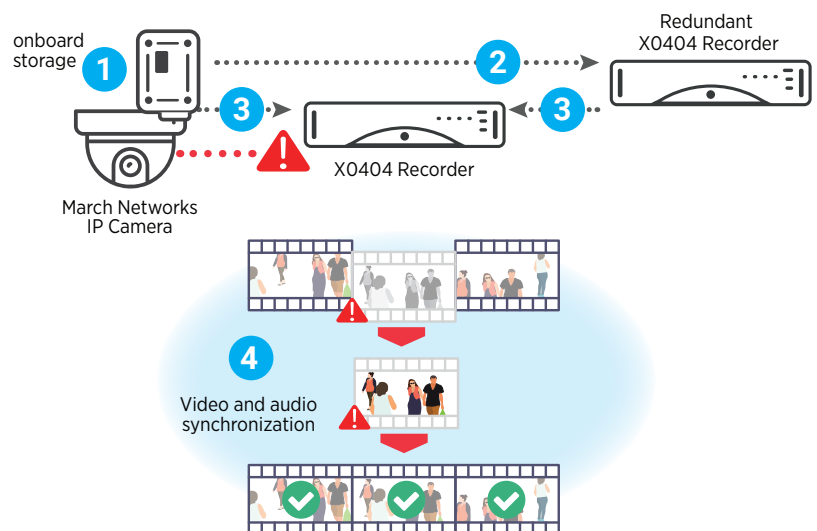 Redundant
X0404 Recorder
onboard
storage
1
2
3
3
X0404 Recorder
March Networks
IP Camera
4
Video and audio
synchronization